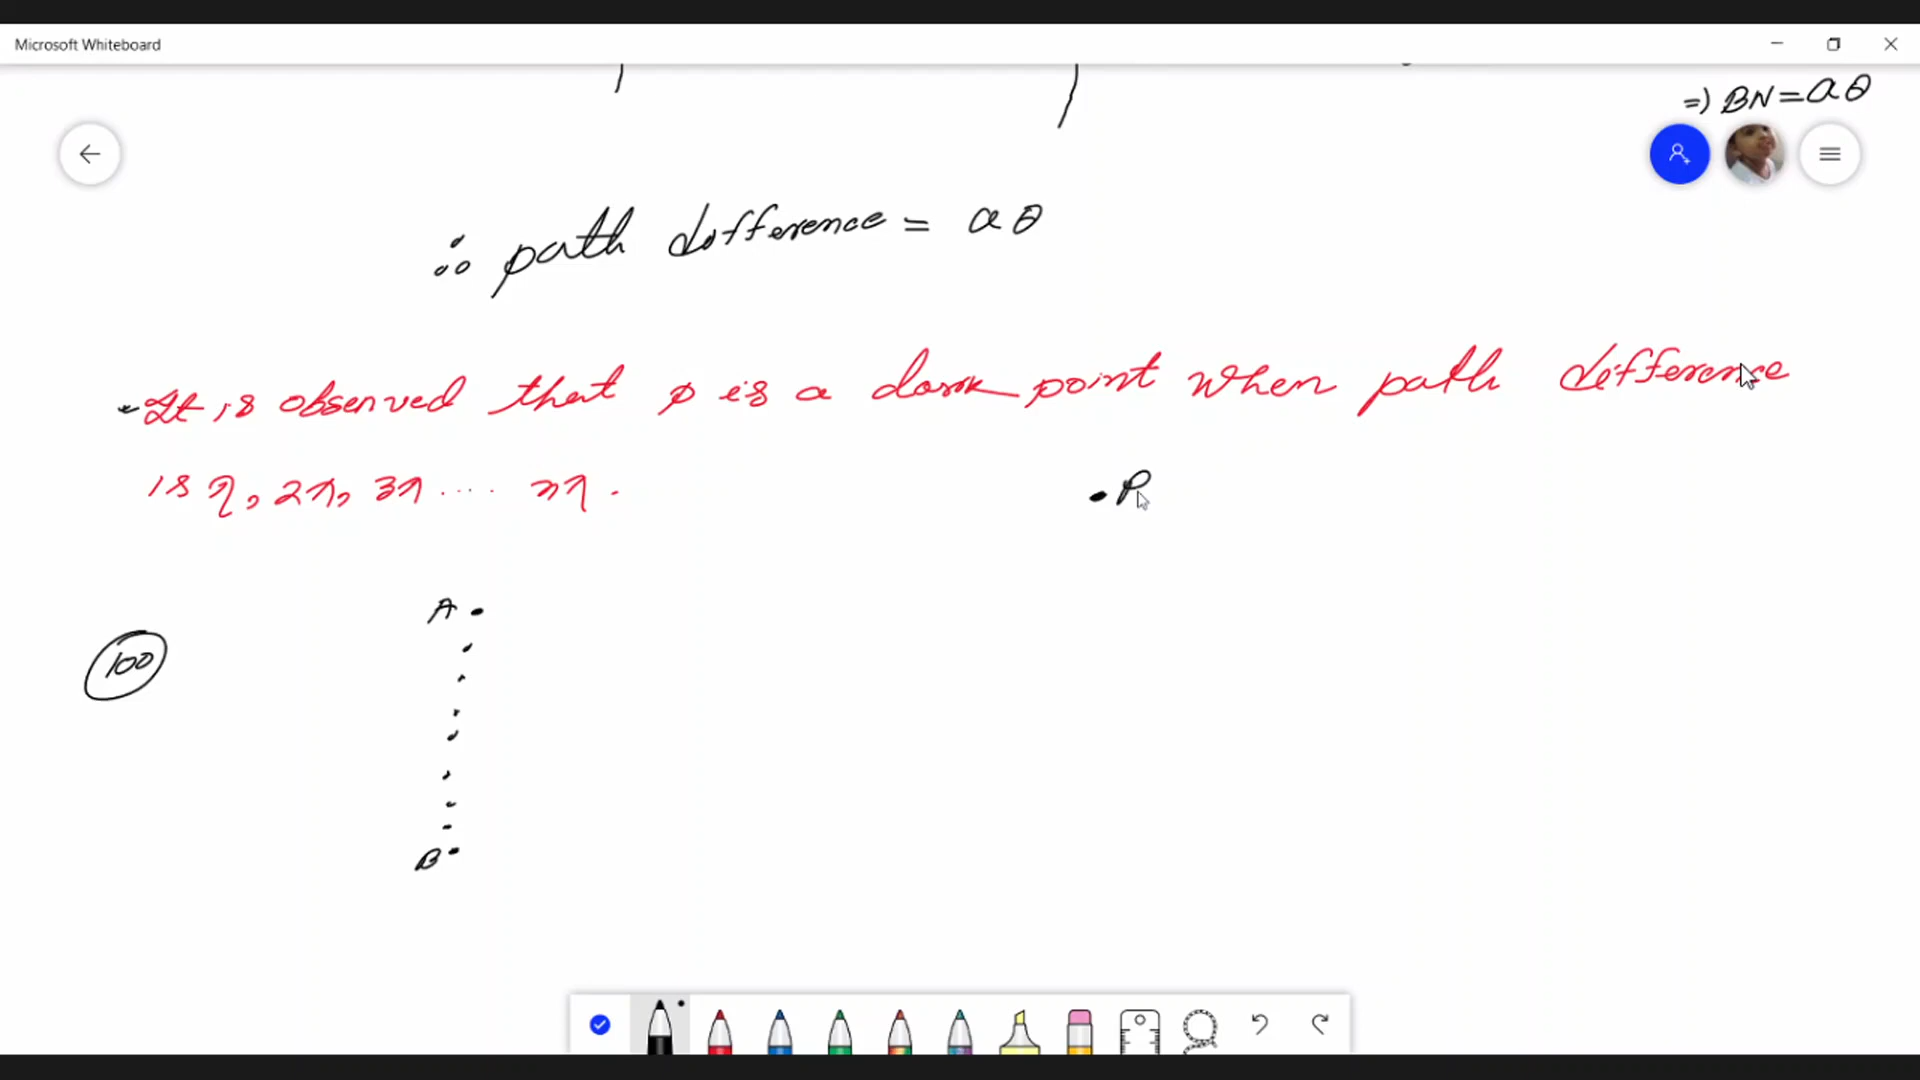 Microsoft Whiteboard
=) BN = aθ
∴ path difference = aθ
It is observed that p is a dark point when path difference
is λ, 2λ, 3λ .... nλ.
P
A
100
B